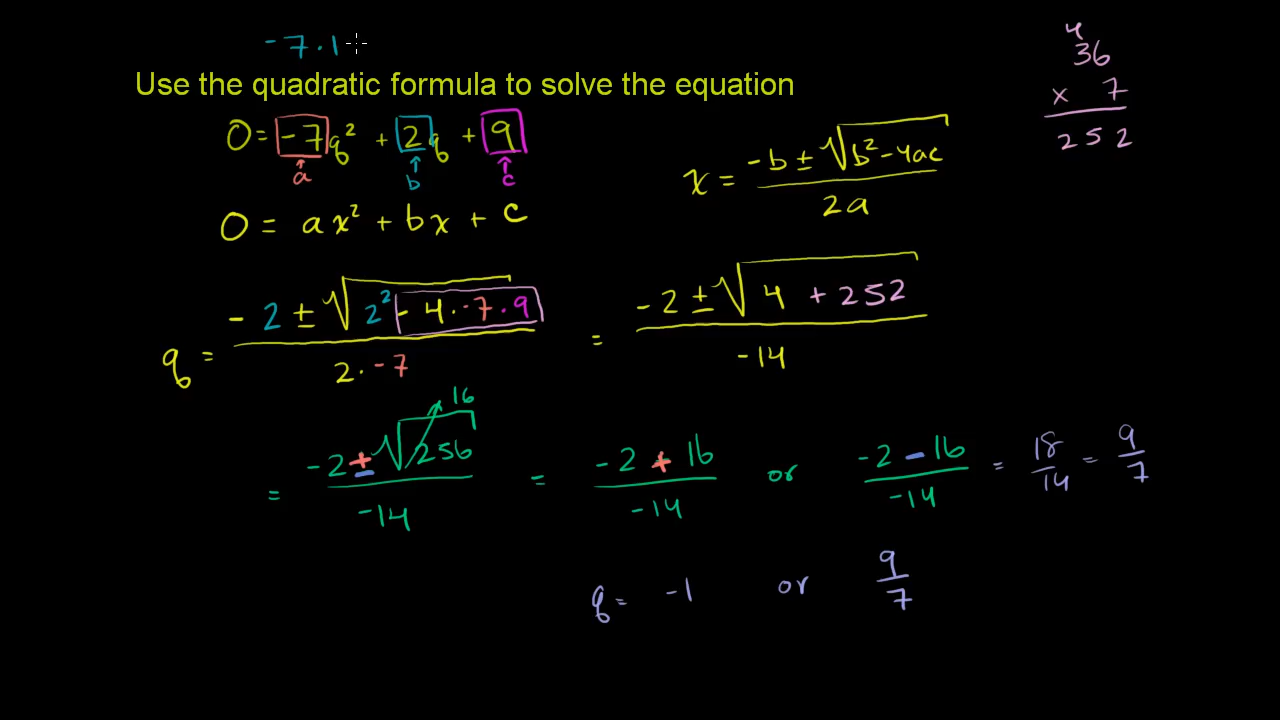 -7·1
Use the quadratic formula to solve the equation
0 = -7q² + 2q + 9
a b c
0 = ax² + bx + c
x = (-b ± √(b² - 4ac)) / 2a
4
36
x 7
252
q = (-2 ± √(2² - 4·-7·9)) / (2·-7) = (-2 ± √(4 + 252)) / -14
= (-2 ± √256) / -14 = (-2 + 16) / -14 or (-2 - 16) / -14 = 18/14 = 9/7
16
q = -1 or 9/7